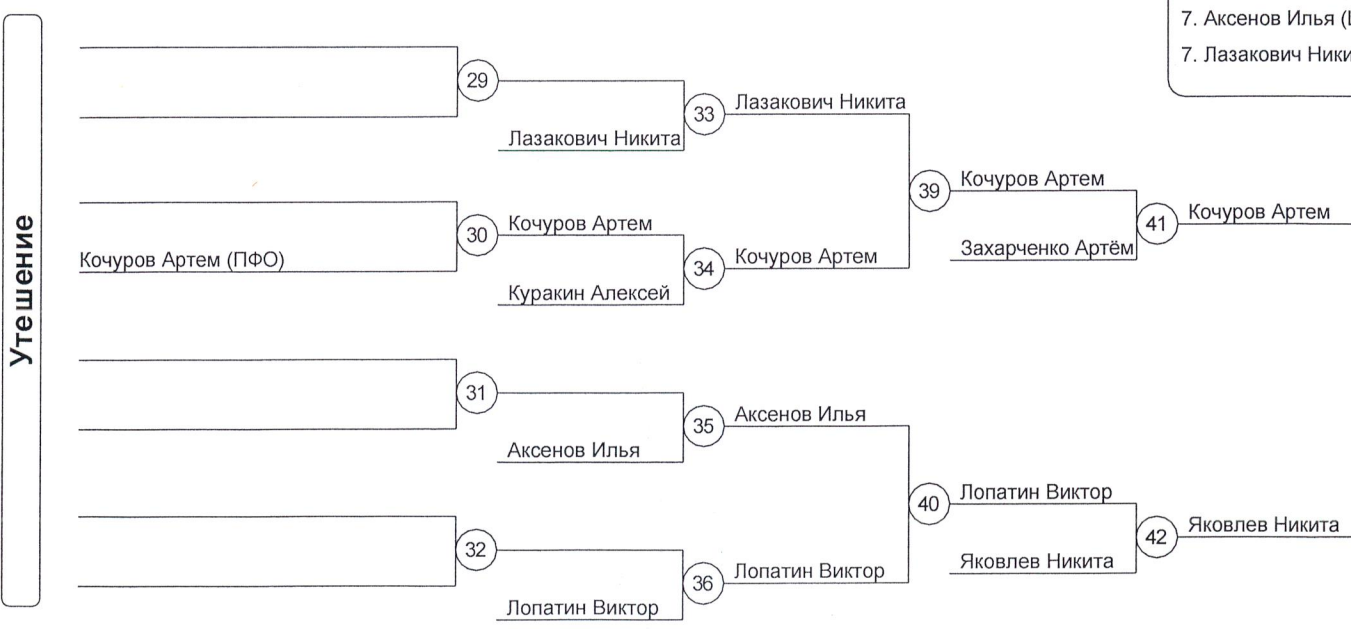 7. Аксенов Илья (
7. Лазакович Ники
Утешение
29
Лазакович Никита
33
Лазакович Никита
Кочуров Артем (ПФО)
30
Кочуров Артем
Куракин Алексей
34
Кочуров Артем
39
Кочуров Артем
Захарченко Артём
41
Кочуров Артем
31
Аксенов Илья
35
Аксенов Илья
32
Лопатин Виктор
36
Лопатин Виктор
40
Лопатин Виктор
Яковлев Никита
42
Яковлев Никита